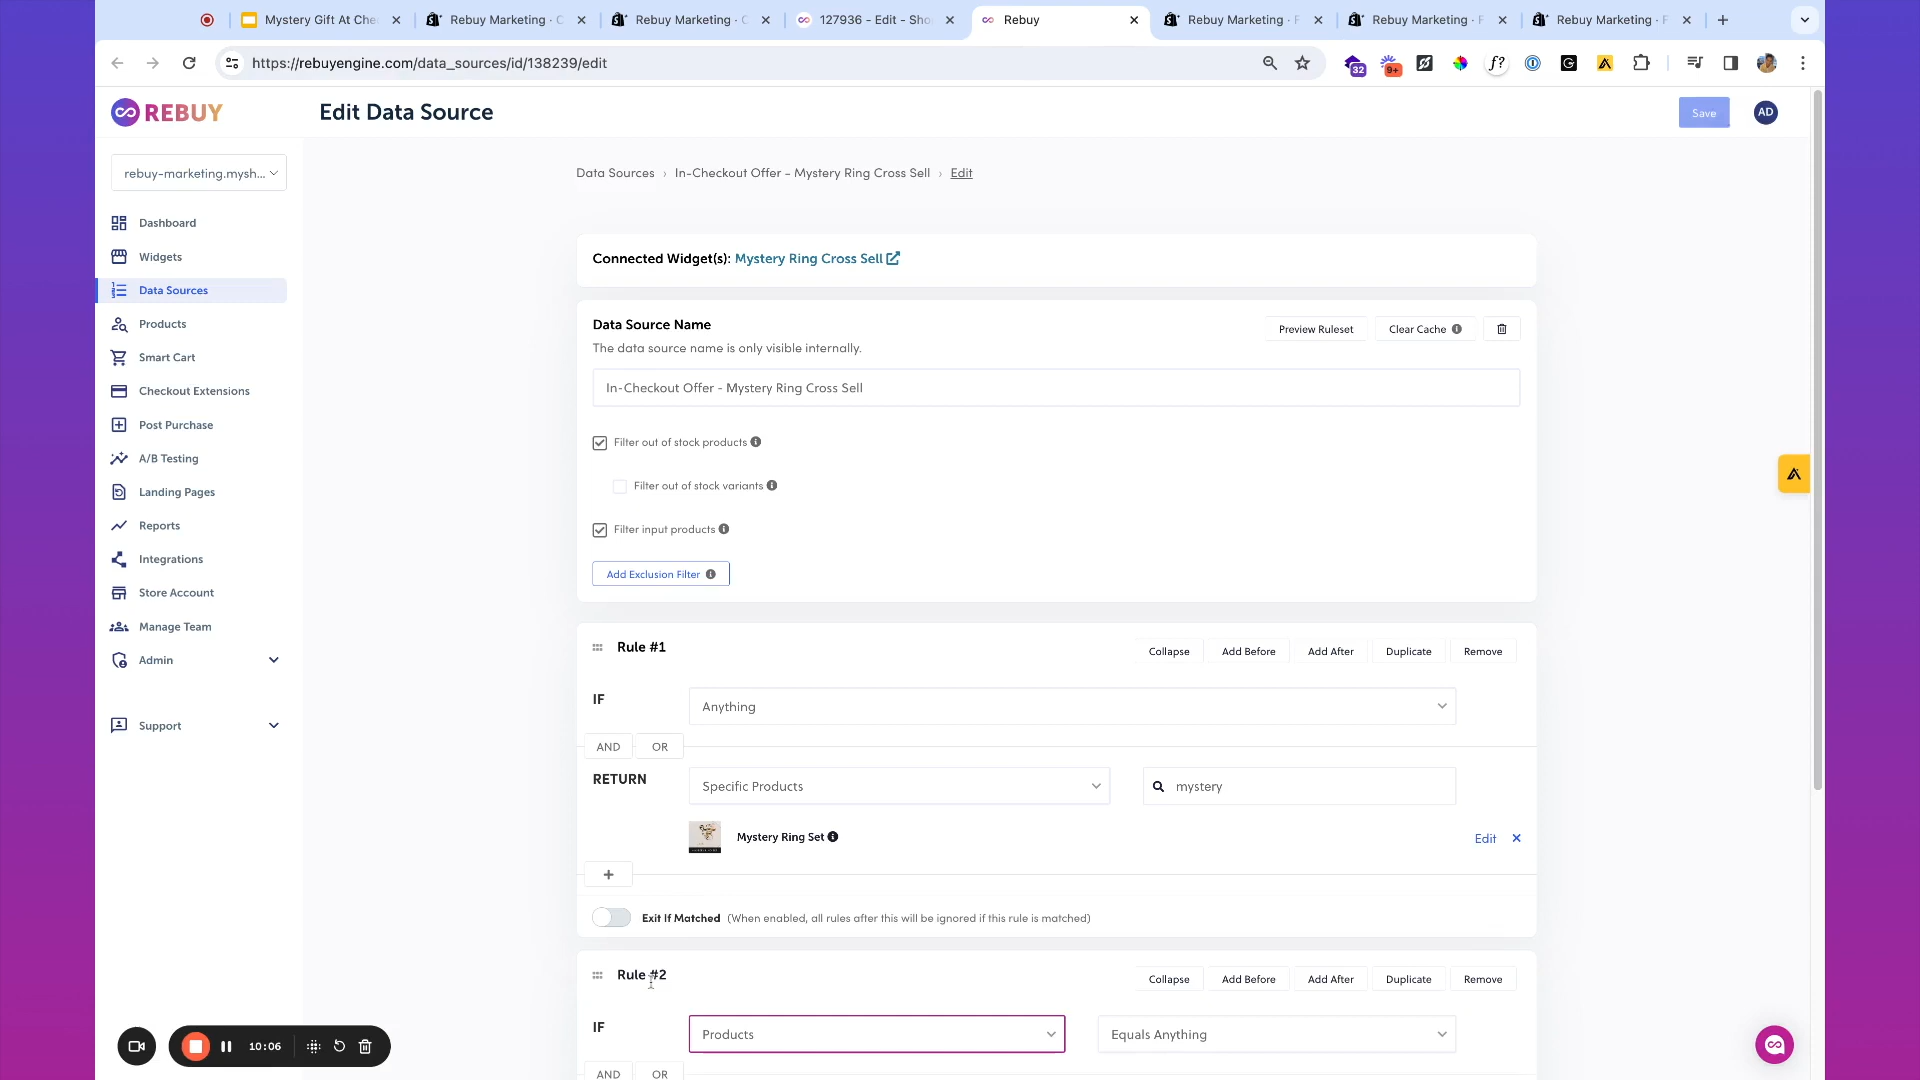 Mystery Gift At Che
Rebuy Marketing · C
Rebuy Marketing · C
127936 - Edit - Sho
Rebuy
Rebuy Marketing · F
Rebuy Marketing · F
Rebuy Marketing · F
https://rebuyengine.com/data_sources/id/138239/edit
32
9+
f?
REBUY
Edit Data Source
Save
AD
rebuy-marketing.mysh...
Data Sources › In-Checkout Offer - Mystery Ring Cross Sell › Edit
Dashboard
Widgets
Data Sources
Products
Smart Cart
Checkout Extensions
Post Purchase
A/B Testing
Landing Pages
Reports
Integrations
Store Account
Manage Team
Admin
Support
Connected Widget(s): Mystery Ring Cross Sell
Data Source Name
Preview Ruleset
Clear Cache
The data source name is only visible internally.
In-Checkout Offer - Mystery Ring Cross Sell
Filter out of stock products
Filter out of stock variants
Filter input products
Add Exclusion Filter
Rule #1
Collapse
Add Before
Add After
Duplicate
Remove
IF
Anything
AND
OR
RETURN
Specific Products
mystery
Mystery Ring Set
Edit
+
Exit If Matched (When enabled, all rules after this will be ignored if this rule is matched)
Rule #2
Collapse
Add Before
Add After
Duplicate
Remove
IF
Products
Equals Anything
AND
OR
10:06